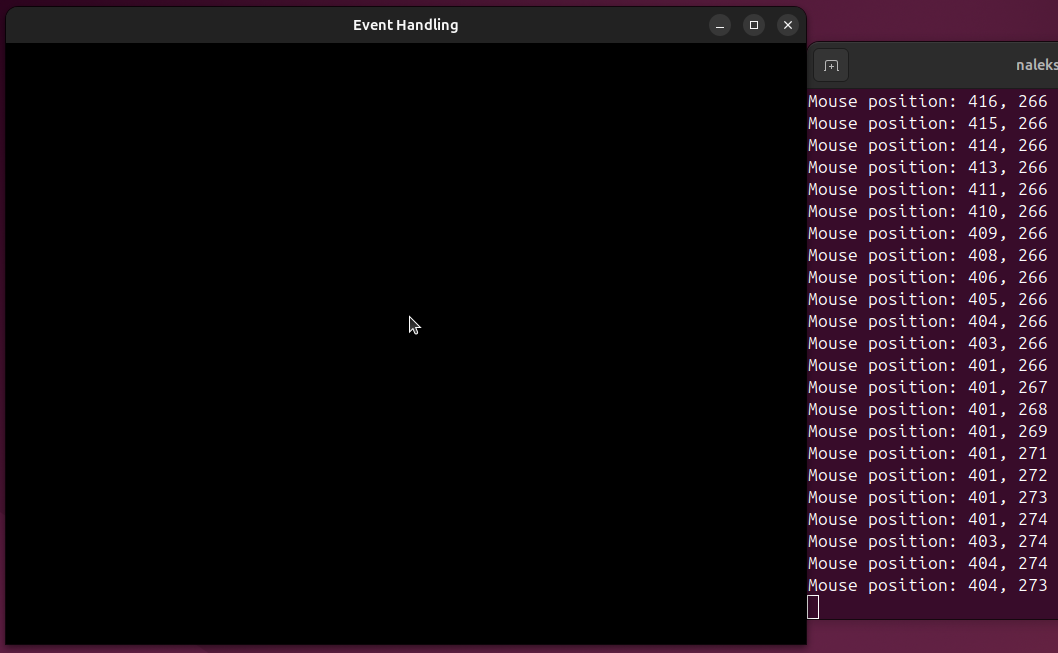 Event Handling
naleks
Mouse position: 416, 266
Mouse position: 415, 266
Mouse position: 414, 266
Mouse position: 413, 266
Mouse position: 411, 266
Mouse position: 410, 266
Mouse position: 409, 266
Mouse position: 408, 266
Mouse position: 406, 266
Mouse position: 405, 266
Mouse position: 404, 266
Mouse position: 403, 266
Mouse position: 401, 266
Mouse position: 401, 267
Mouse position: 401, 268
Mouse position: 401, 269
Mouse position: 401, 271
Mouse position: 401, 272
Mouse position: 401, 273
Mouse position: 401, 274
Mouse position: 403, 274
Mouse position: 404, 274
Mouse position: 404, 273